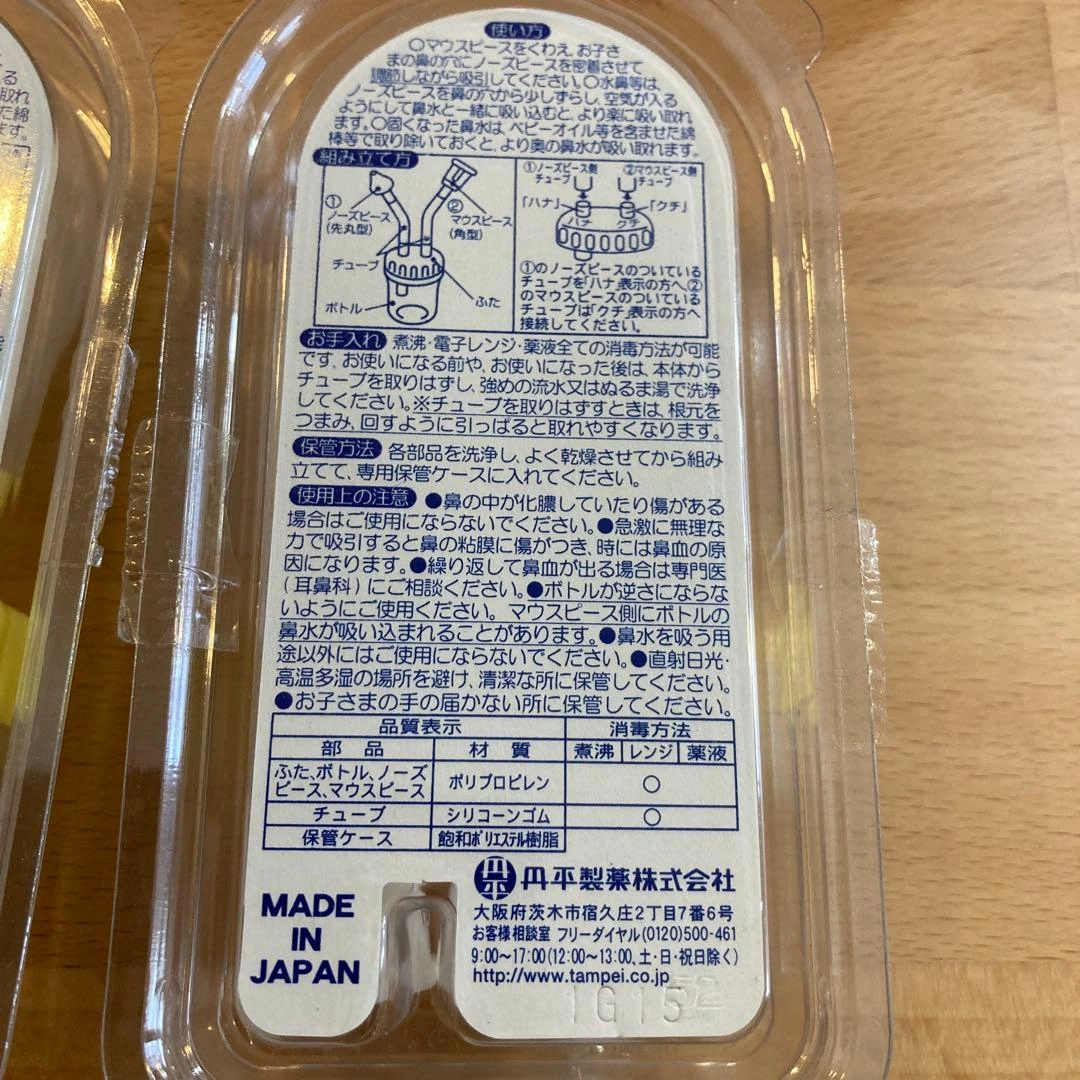 使い方
○マウスピースをくわえ、お子さ
まの鼻の穴にノーズピースを密着させて
調節しながら吸引してください。○水鼻等は
ノーズピースを鼻の穴から少しずらし、空気が入る
ようにして鼻水と一緒に吸い込むと、より楽に吸い取れ
ます。○固くなった鼻水は、ベビーオイル等を含ませた綿
棒等で取り除いておくと、より奥の鼻水が吸い取れます。
組み立て方
①
ノーズピース
(先丸型)
②
マウスピース
(角型)
チューブ
ボトル
ふた
①ノーズピース側
チューブ
②マウスピース側
チューブ
「ハナ」
「クチ」
ハナ クチ
①のノーズピースのついている
チューブを「ハナ」表示の方へ、②
のマウスピースのついている
チューブは「クチ」表示の方へ
接続してください。
お手入れ 煮沸・電子レンジ・薬液全ての消毒方法が可能
です。お使いになる前や、お使いになった後は、本体から
チューブを取りはずし、強めの流水又はぬるま湯で洗浄
してください。※チューブを取りはずすときは、根元を
つまみ、回すように引っぱると取れやすくなります。
保管方法 各部品を洗浄し、よく乾燥させてから組み
立てて、専用保管ケースに入れてください。
使用上の注意 ●鼻の中が化膿していたり傷がある
場合はご使用にならないでください。●急激に無理な
力で吸引すると鼻の粘膜に傷がつき、時には鼻血の原
因になります。●繰り返して鼻血が出る場合は専門医
(耳鼻科)にご相談ください。●ボトルが逆さにならな
いようにご使用ください。マウスピース側にボトルの
鼻水が吸い込まれることがあります。●鼻水を吸う用
途以外にはご使用にならないでください。●直射日光・
高温多湿の場所を避け、清潔な所に保管してください。
●お子さまの手の届かない所に保管してください。
品質表示 消毒方法
部品 材質 煮沸 レンジ 薬液
ふた、ボトル、ノーズ
ピース、マウスピース ポリプロピレン ○
チューブ シリコーンゴム ○
保管ケース 飽和ポリエステル樹脂
MADE
IN
JAPAN
丹平製薬株式会社
大阪府茨木市宿久庄2丁目7番6号
お客様相談室 フリーダイヤル(0120)500-461
9:00〜17:00(12:00〜13:00、土・日・祝日除く)
http://www.tampei.co.jp
1G15